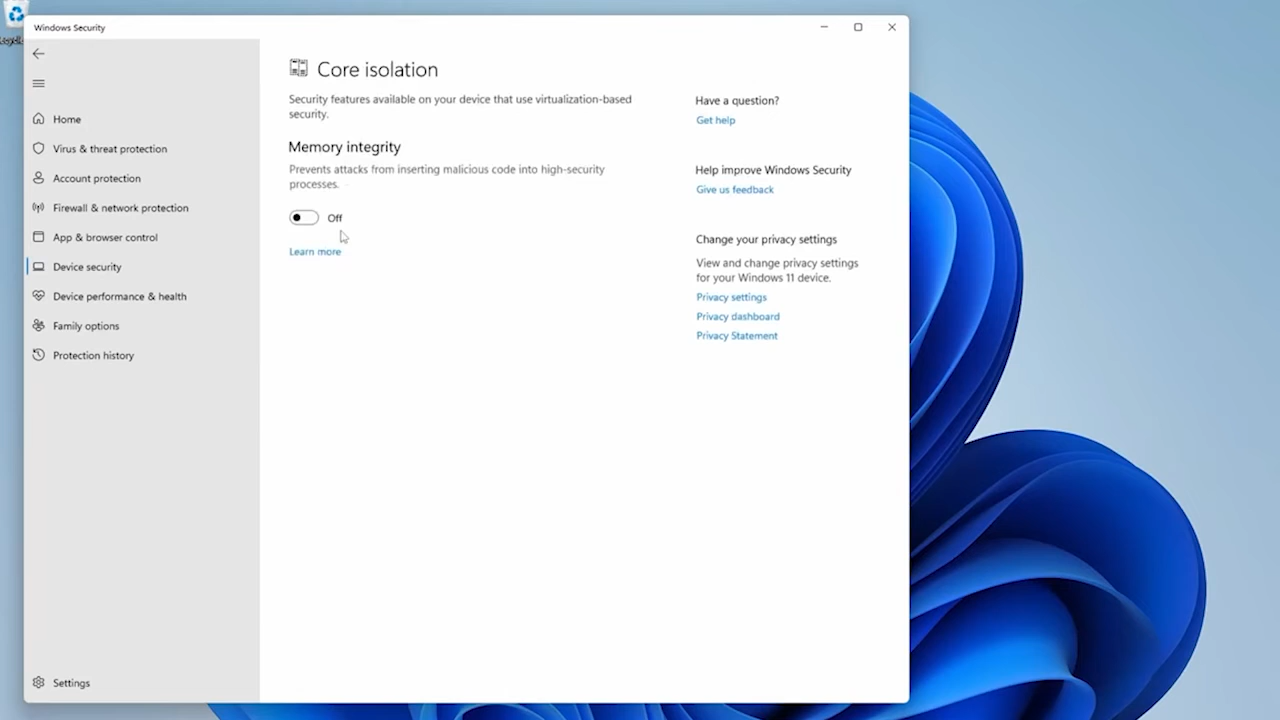 Windows Security
Home
Virus & threat protection
Account protection
Firewall & network protection
App & browser control
Device security
Device performance & health
Family options
Protection history
Settings
Core isolation
Security features available on your device that use virtualization-based
security.
Memory integrity
Prevents attacks from inserting malicious code into high-security
processes.
Off
Learn more
Have a question?
Get help
Help improve Windows Security
Give us feedback
Change your privacy settings
View and change privacy settings
for your Windows 11 device.
Privacy settings
Privacy dashboard
Privacy Statement